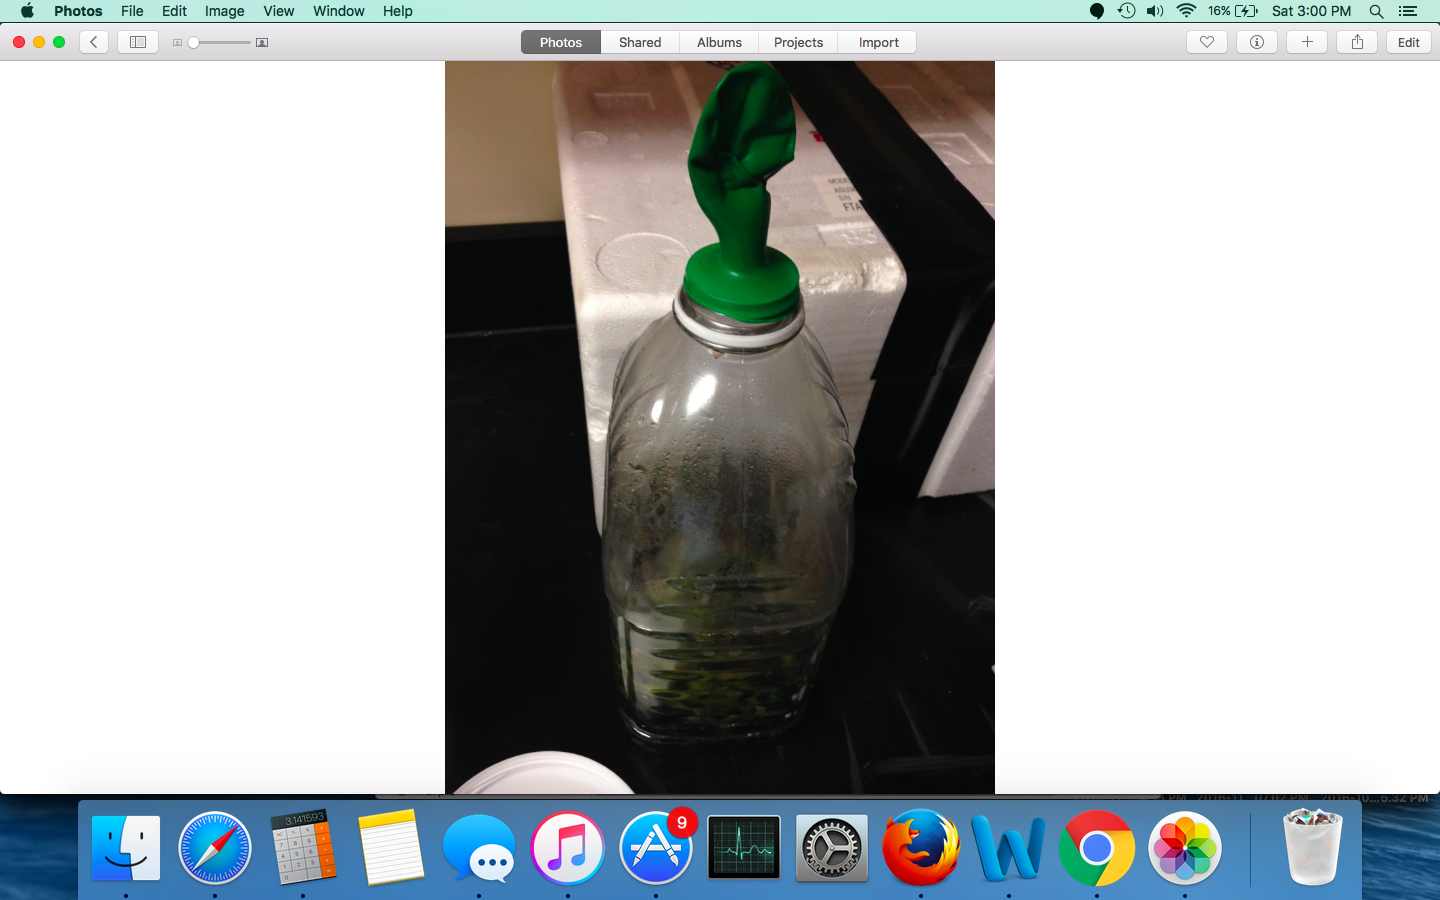 Photos File Edit Image View Window Help 16% Sat 3:00 PM
Photos Shared Albums Projects Import Edit
FTA
3.141593
9